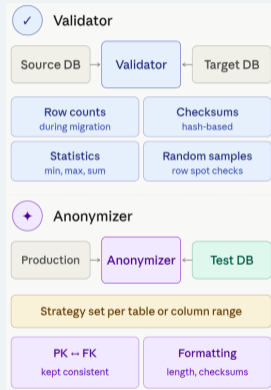 ✓ Validator
Source DB → Validator ← Target DB
Row counts
during migration
Checksums
hash-based
Statistics
min, max, sum
Random samples
row spot checks
✦ Anonymizer
Production → Anonymizer → Test DB
Strategy set per table or column range
PK ↔ FK
kept consistent
Formatting
length, checksums